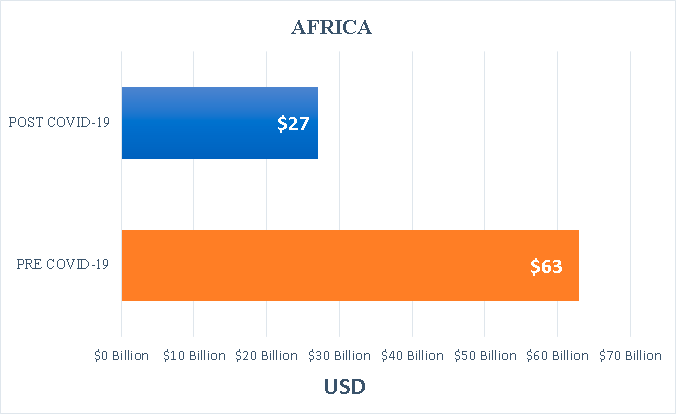 AFRICA
POST COVID-19
$27
PRE COVID-19
$63
$0 Billion $10 Billion $20 Billion $30 Billion $40 Billion $50 Billion $60 Billion $70 Billion
USD